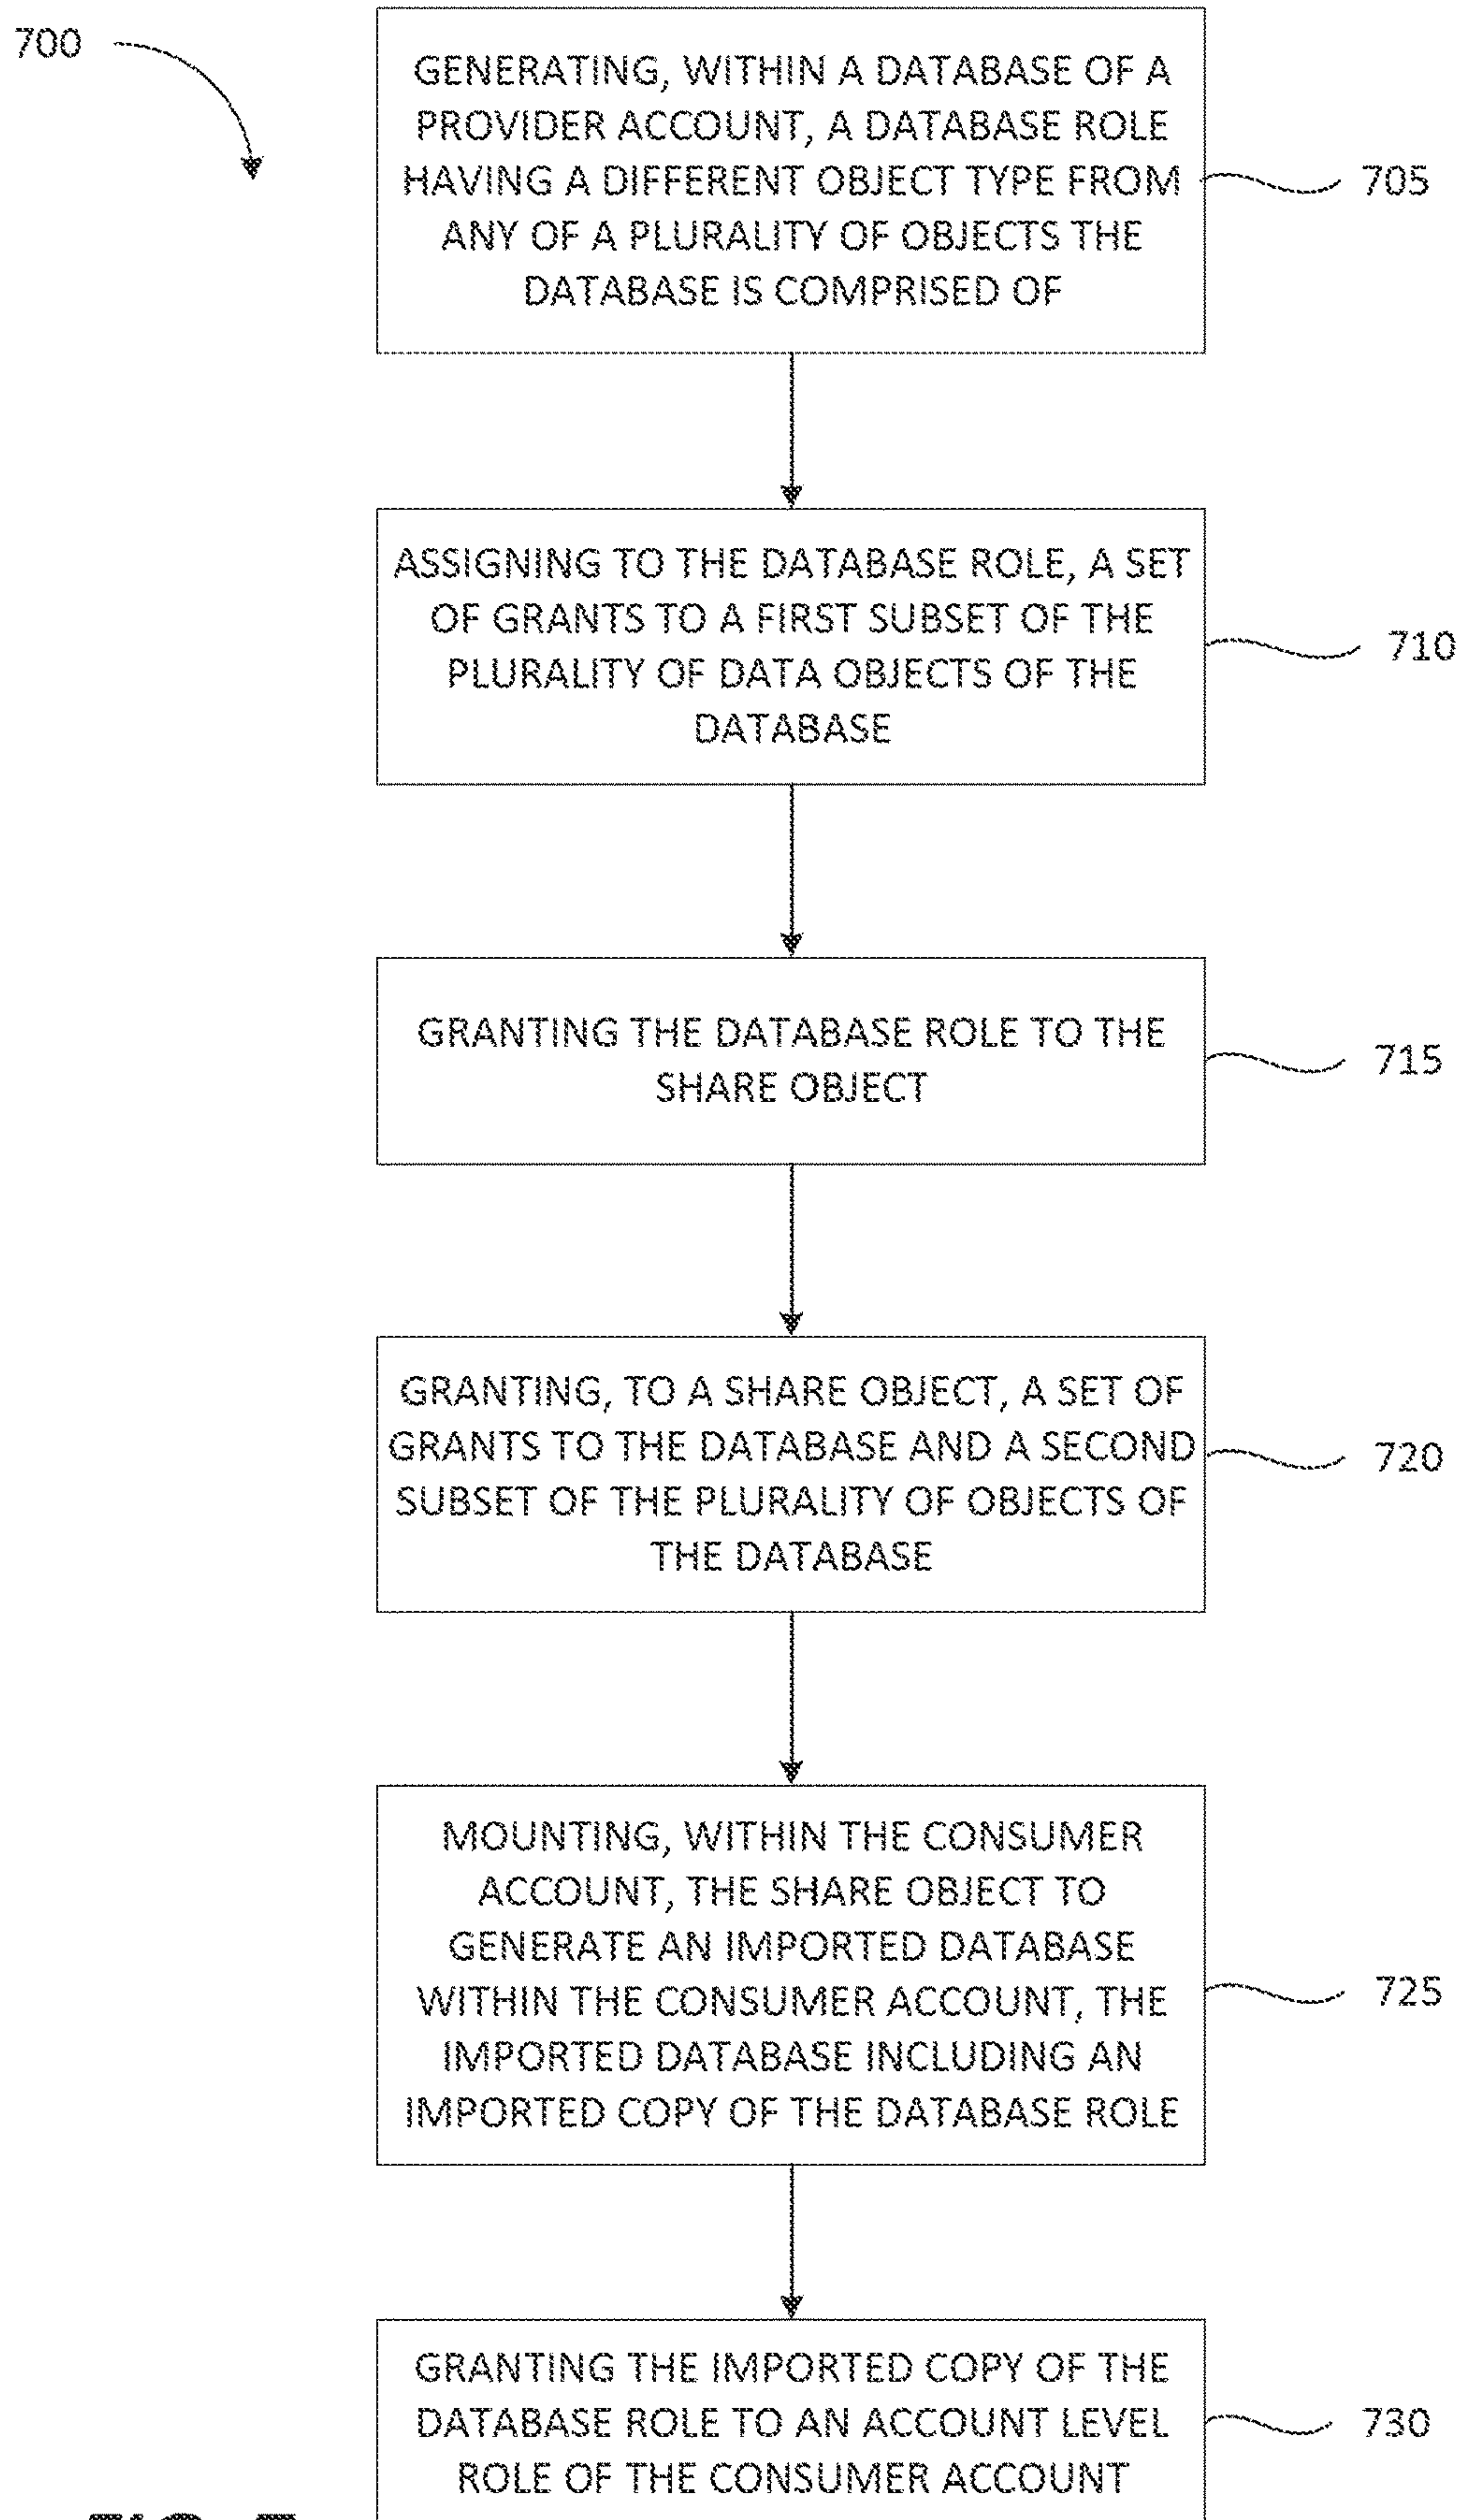 700
GENERATING, WITHIN A DATABASE OF A
PROVIDER ACCOUNT, A DATABASE ROLE
HAVING A DIFFERENT OBJECT TYPE FROM
ANY OF A PLURALITY OF OBJECTS THE
DATABASE IS COMPRISED OF
705
ASSIGNING TO THE DATABASE ROLE, A SET
OF GRANTS TO A FIRST SUBSET OF THE
PLURALITY OF DATA OBJECTS OF THE
DATABASE
710
GRANTING THE DATABASE ROLE TO THE
SHARE OBJECT
715
GRANTING, TO A SHARE OBJECT, A SET OF
GRANTS TO THE DATABASE AND A SECOND
SUBSET OF THE PLURALITY OF OBJECTS OF
THE DATABASE
720
MOUNTING, WITHIN THE CONSUMER
ACCOUNT, THE SHARE OBJECT TO
GENERATE AN IMPORTED DATABASE
WITHIN THE CONSUMER ACCOUNT, THE
IMPORTED DATABASE INCLUDING AN
IMPORTED COPY OF THE DATABASE ROLE
725
GRANTING THE IMPORTED COPY OF THE
DATABASE ROLE TO AN ACCOUNT LEVEL
ROLE OF THE CONSUMER ACCOUNT
730